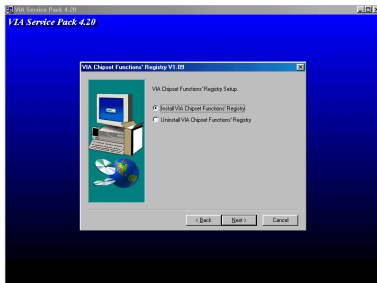 VIA Service Pack 4.20
VIA Service Pack 4.20
VIA Chipset Functions' Registry V1.09
VIA Chipset Functions' Registry Setup.
Install VIA Chipset Functions' Registry
Uninstall VIA Chipset Functions' Registry
< Back
Next >
Cancel